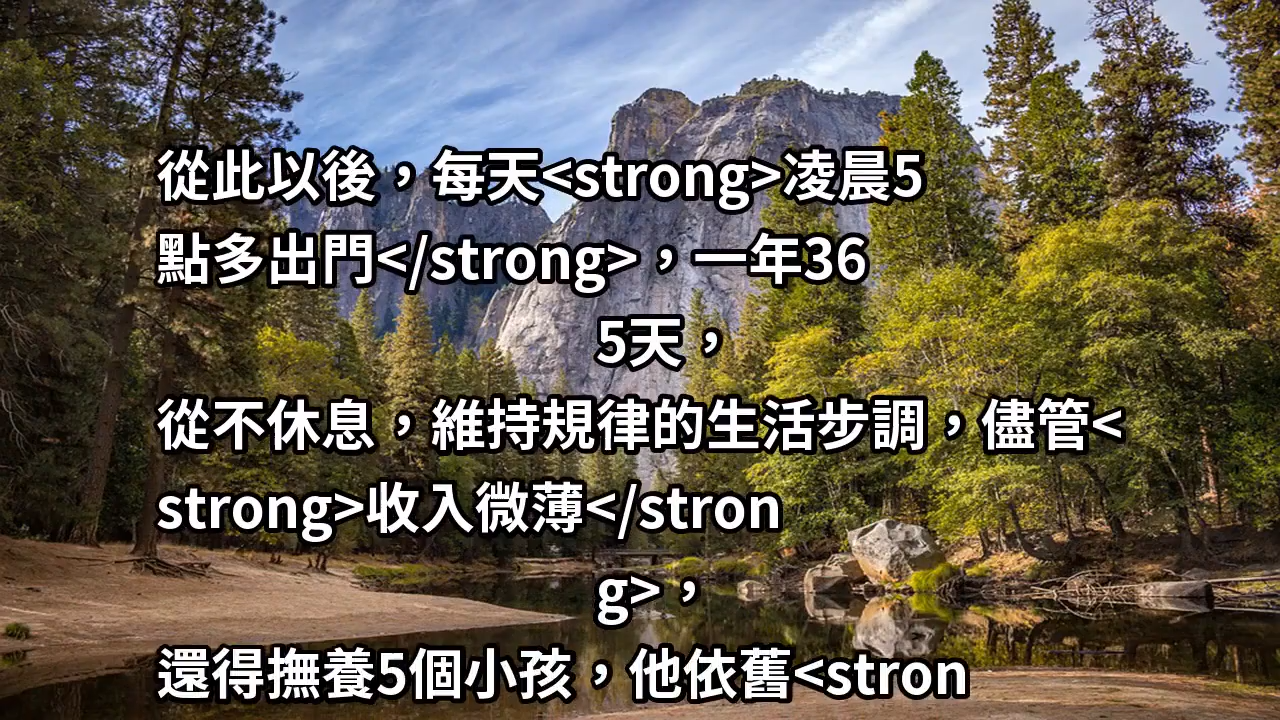 從此以後，每天<strong>凌晨5
點多出門</strong>，一年36
5天，
從不休息，維持規律的生活步調，儘管<
strong>收入微薄</stron
g>，
還得撫養5個小孩，他依舊<stron